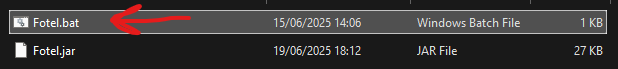 Fotel.bat 15/06/2025 14:06 Windows Batch File 1 KB
Fotel.jar 19/06/2025 18:12 JAR File 27 KB